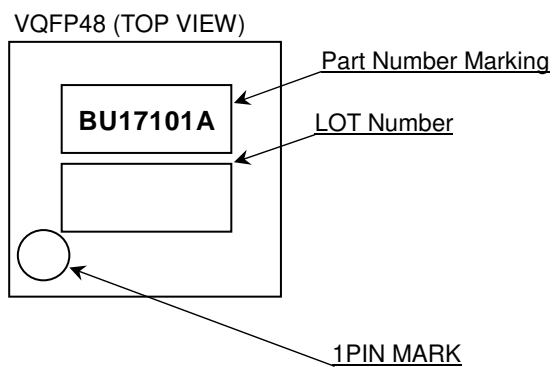 VQFP48 (TOP VIEW)
Part Number Marking
BU17101A
LOT Number
1PIN MARK